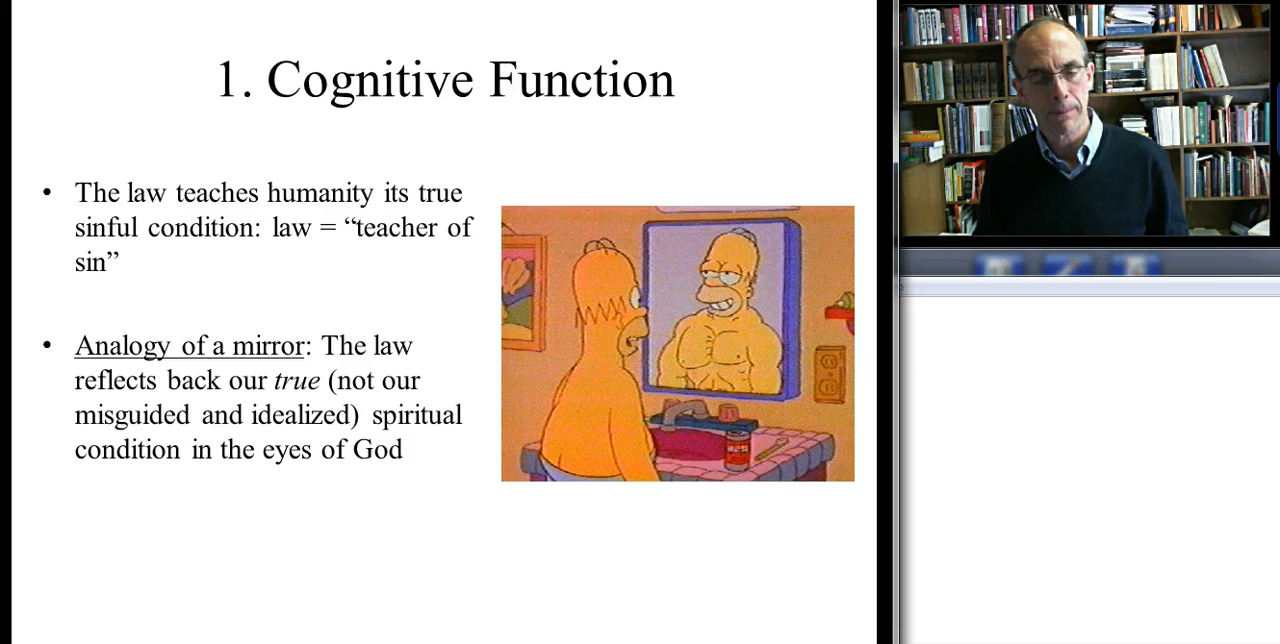 1. Cognitive Function
• The law teaches humanity its true
sinful condition: law = “teacher of
sin”
• Analogy of a mirror: The law
reflects back our true (not our
misguided and idealized) spiritual
condition in the eyes of God